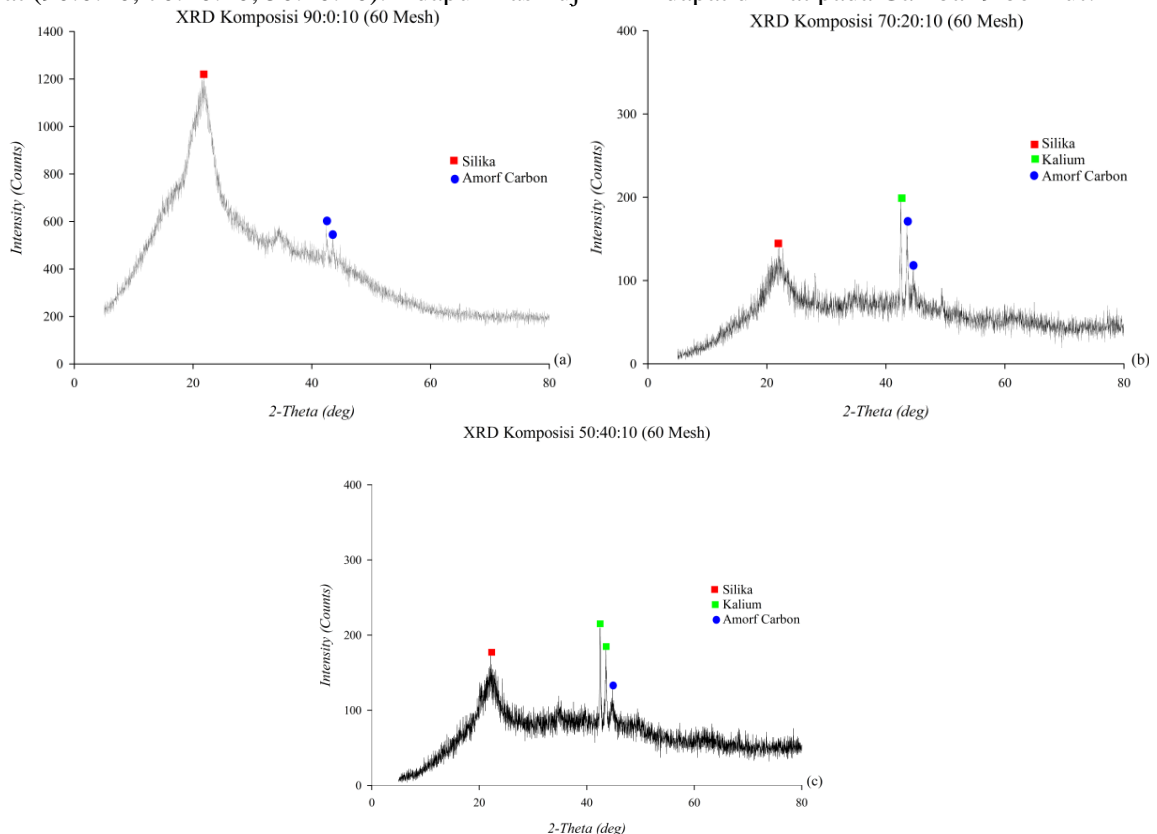 XRD Komposisi 90:0:10 (60 Mesh)
1400
1200
1000
800
600
400
200
0
Intensity (Counts)
Silika
Amorf Carbon
(a)
0 20 40 60 80
2-Theta (deg)
XRD Komposisi 70:20:10 (60 Mesh)
400
300
200
100
0
Intensity (Counts)
Silika
Kalium
Amorf Carbon
(b)
0 20 40 60 80
2-Theta (deg)
XRD Komposisi 50:40:10 (60 Mesh)
400
300
200
100
0
Intensity (Counts)
Silika
Kalium
Amorf Carbon
(c)
0 20 40 60 80
2-Theta (deg)